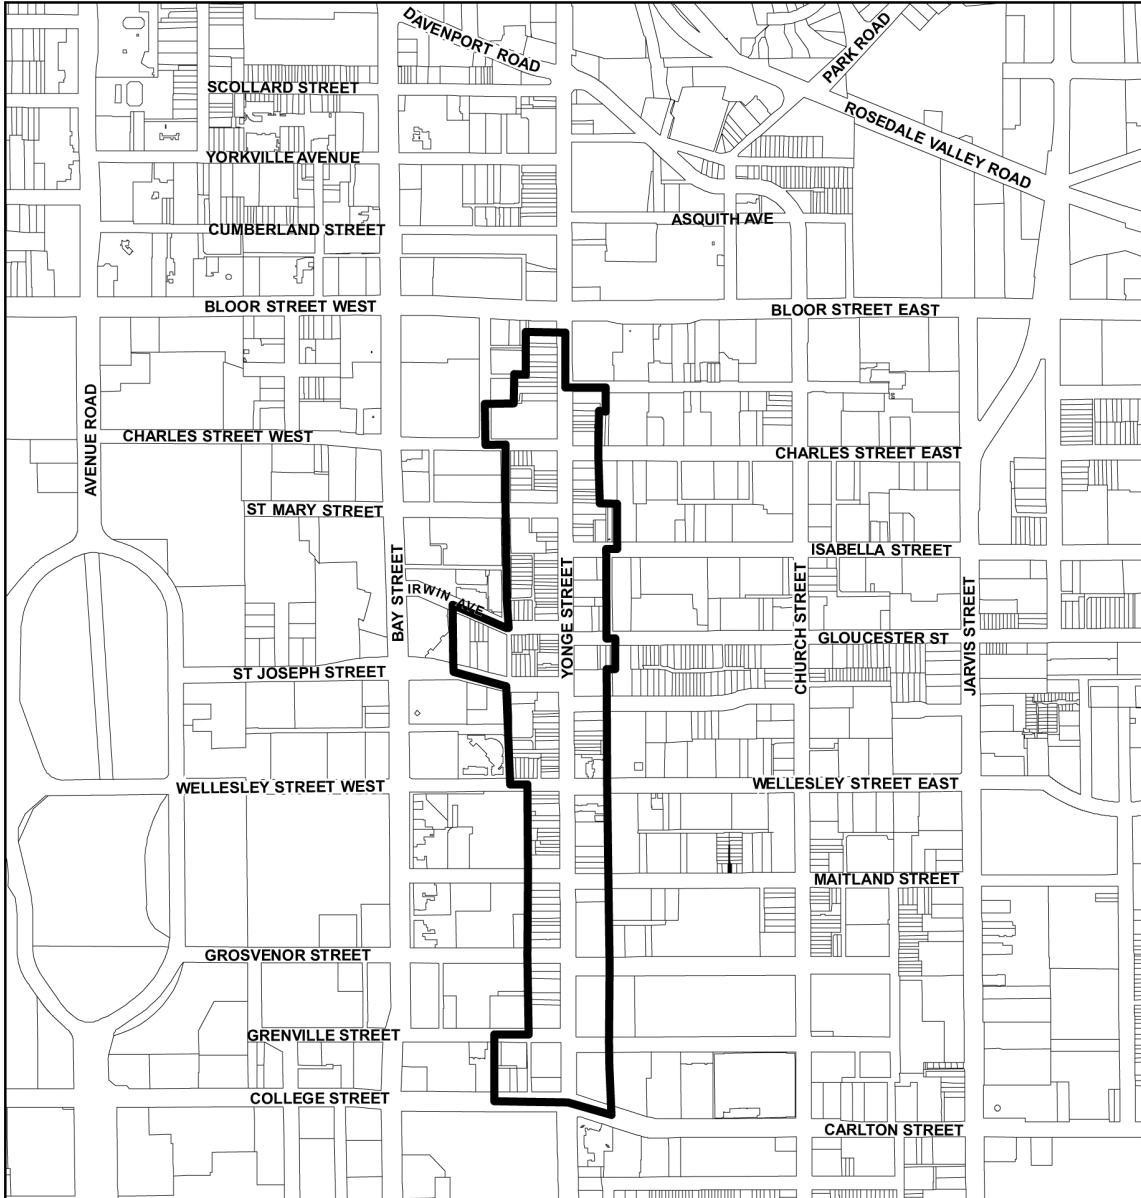 DAVENPORT ROAD
PARK ROAD
SCOLLARD STREET
ROSEDALE VALLEY ROAD
YORKVILLE AVENUE
ASQUITH AVE
CUMBERLAND STREET
BLOOR STREET WEST
BLOOR STREET EAST
AVENUE ROAD
CHARLES STREET WEST
CHARLES STREET EAST
ST MARY STREET
ISABELLA STREET
BAY STREET
IRWIN AVE
YONGE STREET
CHURCH STREET
JARVIS STREET
GLOUCESTER ST
ST JOSEPH STREET
WELLESLEY STREET WEST
WELLESLEY STREET EAST
MAITLAND STREET
GROSVENOR STREET
GRENVILLE STREET
COLLEGE STREET
CARLTON STREET